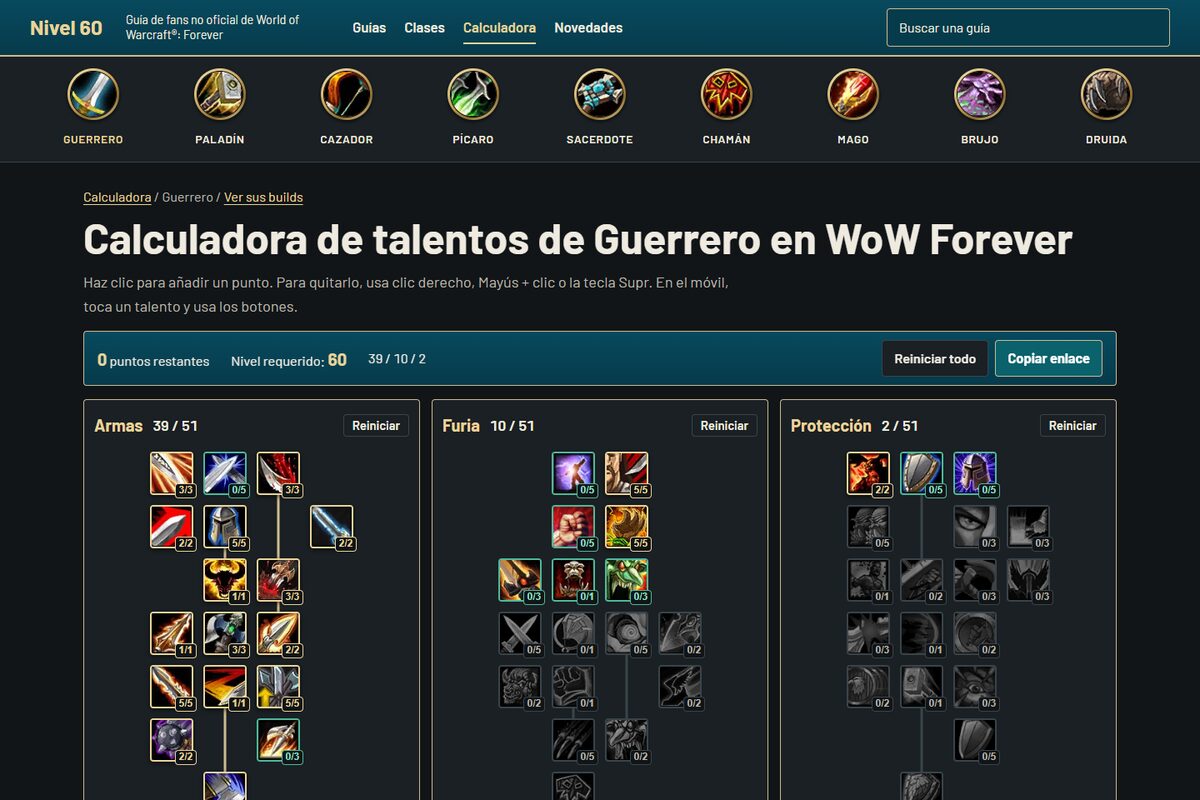 Nivel 60
Guía de fans no oficial de World of
Warcraft®: Forever
Guías
Clases
Calculadora
Novedades
Buscar una guía
GUERRERO
PALADÍN
CAZADOR
PÍCARO
SACERDOTE
CHAMÁN
MAGO
BRUJO
DRUIDA
Calculadora / Guerrero / Ver sus builds
Calculadora de talentos de Guerrero en WoW Forever
Haz clic para añadir un punto. Para quitarlo, usa clic derecho, Mayús + clic o la tecla Supr. En el móvil,
toca un talento y usa los botones.
0 puntos restantes
Nivel requerido: 60
39 / 10 / 2
Reiniciar todo
Copiar enlace
Armas 39 / 51
Reiniciar
3/3 0/5 3/3
2/2 5/5 2/2
1/1 3/3
1/1 3/3 2/2
5/5 1/1 5/5
2/2 0/3
Furia 10 / 51
Reiniciar
0/5 5/5
0/5 5/5
0/3 0/1 0/3
0/5 0/1 0/5 0/2
0/2 0/1 0/2
0/5 0/2
Protección 2 / 51
Reiniciar
2/2 0/5 0/5
0/5 0/3 0/3
0/1 0/2 0/3 0/3
0/3 0/1 0/2
0/2 0/1 0/3
0/5